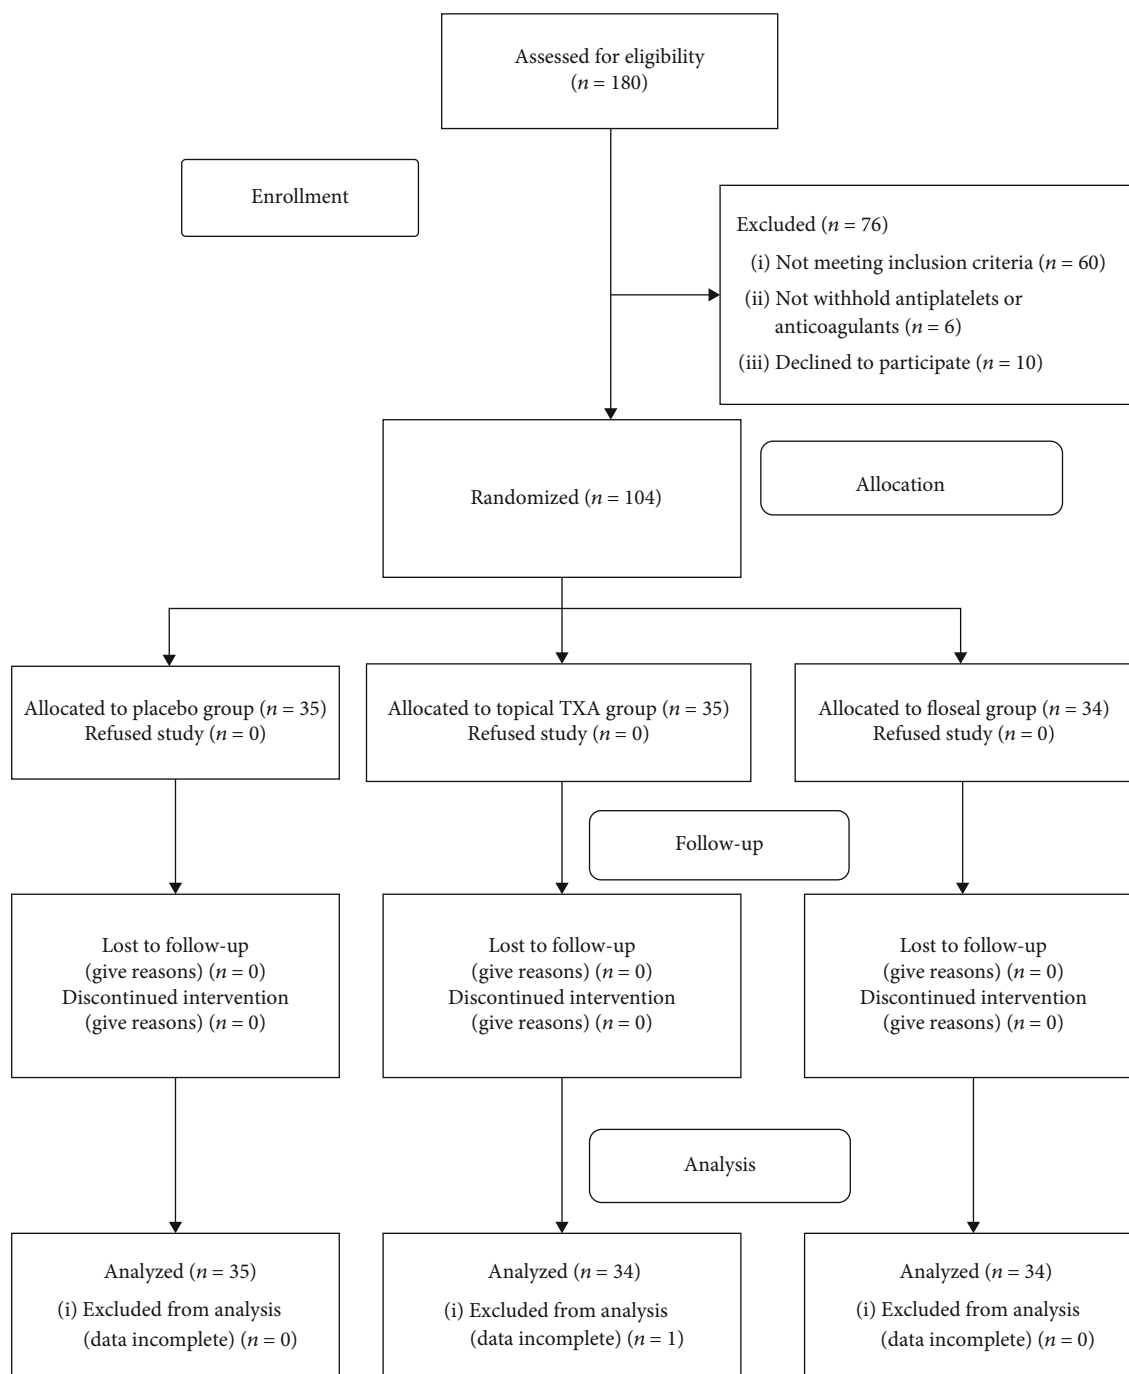 Assessed for eligibility
(n = 180)
Enrollment
Excluded (n = 76)
(i) Not meeting inclusion criteria (n = 60)
(ii) Not withhold antiplatelets or
anticoagulants (n = 6)
(iii) Declined to participate (n = 10)
Randomized (n = 104)
Allocation
Allocated to placebo group (n = 35)
Refused study (n = 0)
Allocated to topical TXA group (n = 35)
Refused study (n = 0)
Allocated to floseal group (n = 34)
Refused study (n = 0)
Follow-up
Lost to follow-up
(give reasons) (n = 0)
Discontinued intervention
(give reasons) (n = 0)
Lost to follow-up
(give reasons) (n = 0)
Discontinued intervention
(give reasons) (n = 0)
Lost to follow-up
(give reasons) (n = 0)
Discontinued intervention
(give reasons) (n = 0)
Analysis
Analyzed (n = 35)
(i) Excluded from analysis
(data incomplete) (n = 0)
Analyzed (n = 34)
(i) Excluded from analysis
(data incomplete) (n = 1)
Analyzed (n = 34)
(i) Excluded from analysis
(data incomplete) (n = 0)